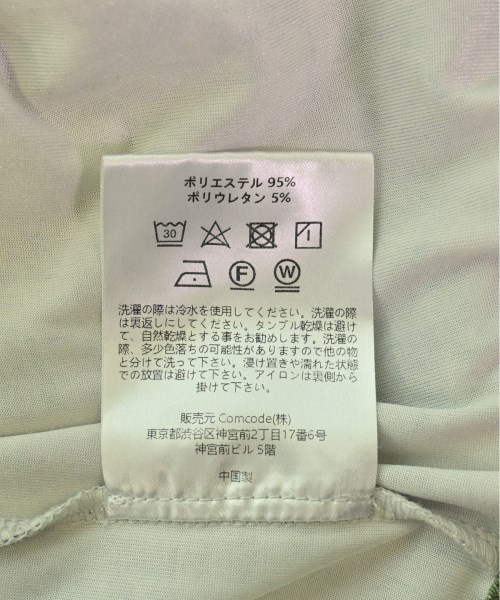 ポリエステル 95%
ポリウレタン 5%
30
F W
洗濯の際は冷水を使用してください。洗濯の際
は裏返しにしてください。タンブル乾燥は避け
て、自然乾燥とする事をお勧めします。洗濯の
際、多少色落ちの可能性がありますので他の物
と分けて洗って下さい。浸け置きや濡れた状態
での放置は避けて下さい。アイロンは裏側から
掛けて下さい。
販売元 Comcode(株)
東京都渋谷区神宮前2丁目17番6号
神宮前ビル 5階
中国製